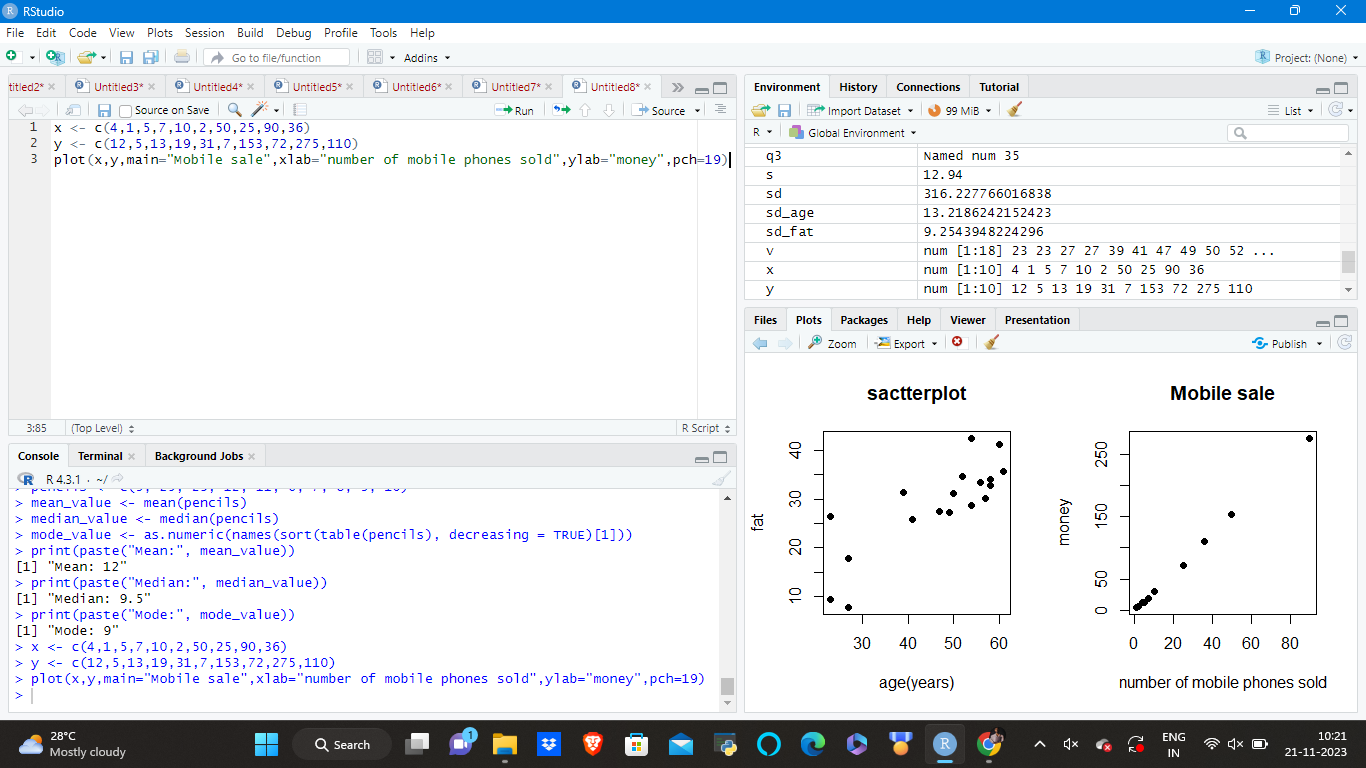 RStudio
File Edit Code View Plots Session Build Debug Profile Tools Help
Go to file/function Addins Project: (None)
titled2* Untitled3* Untitled4* Untitled5* Untitled6* Untitled7* Untitled8*
Source on Save Run Source
1 x <- c(4,1,5,7,10,2,50,25,90,36)
2 y <- c(12,5,13,19,31,7,153,72,275,110)
3 plot(x,y,main="Mobile sale",xlab="number of mobile phones sold",ylab="money",pch=19)
3:85 (Top Level) R Script
Console Terminal Background Jobs
R 4.3.1 · ~/
> mean_value <- mean(pencils)
> median_value <- median(pencils)
> mode_value <- as.numeric(names(sort(table(pencils), decreasing = TRUE)[1]))
> print(paste("Mean:", mean_value))
[1] "Mean: 12"
> print(paste("Median:", median_value))
[1] "Median: 9.5"
> print(paste("Mode:", mode_value))
[1] "Mode: 9"
> x <- c(4,1,5,7,10,2,50,25,90,36)
> y <- c(12,5,13,19,31,7,153,72,275,110)
> plot(x,y,main="Mobile sale",xlab="number of mobile phones sold",ylab="money",pch=19)
>
Environment History Connections Tutorial
Import Dataset 99 MiB List
R Global Environment
q3 Named num 35
s 12.94
sd 316.227766016838
sd_age 13.2186242152423
sd_fat 9.2543948224296
v num [1:18] 23 23 27 27 39 41 47 49 50 52 ...
x num [1:10] 4 1 5 7 10 2 50 25 90 36
y num [1:10] 12 5 13 19 31 7 153 72 275 110
Files Plots Packages Help Viewer Presentation
Zoom Export Publish
sactterplot
fat
40
30
20
10
30 40 50 60
age(years)
Mobile sale
money
250
150
50
0
0 20 40 60 80
number of mobile phones sold
28°C
Mostly cloudy
Search
1
ENG
IN
10:21
21-11-2023